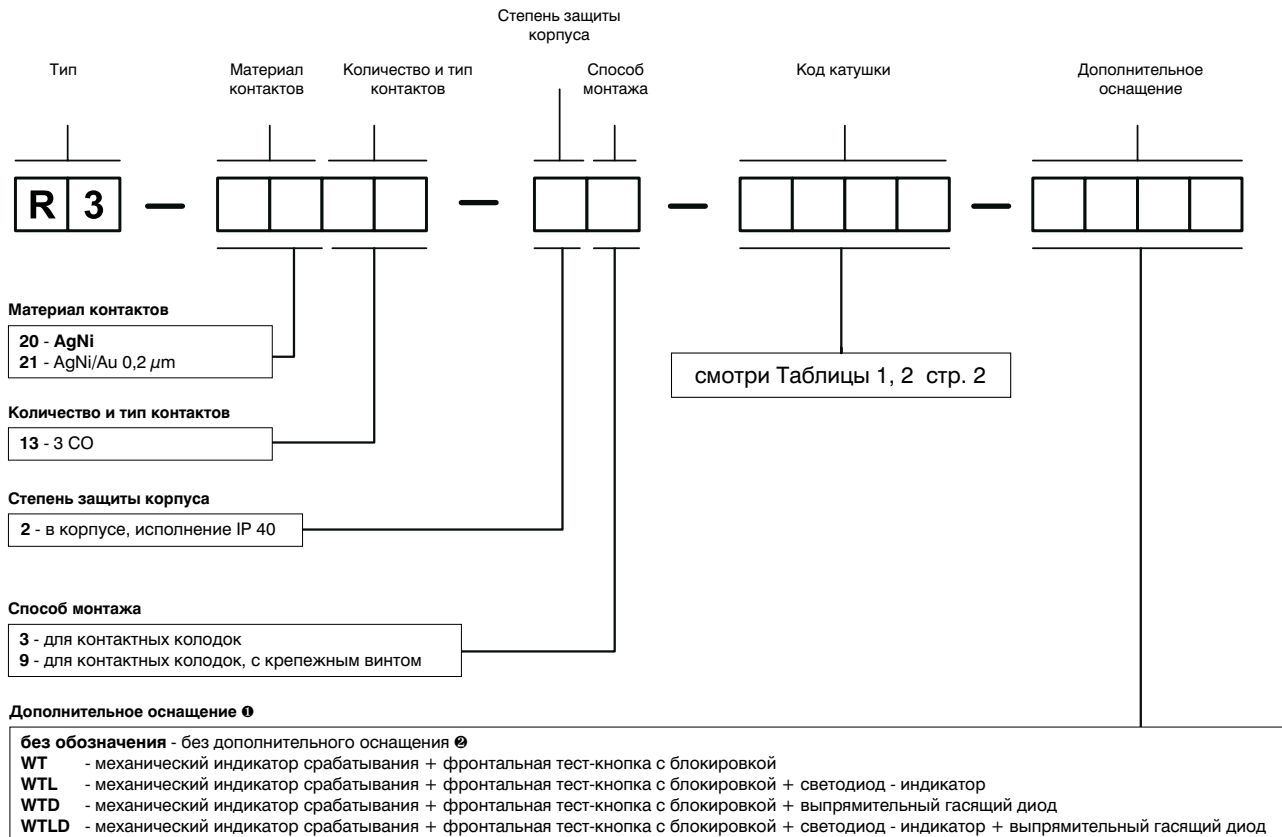 Степень защиты
корпуса
Тип
Материал
контактов
Количество и тип
контактов
Способ
монтажа
Код катушки
Дополнительное
оснащение
R 3 — — — —
Материал контактов
20 - AgNi
21 - AgNi/Au 0,2 μm
смотри Таблицы 1, 2 стр. 2
Количество и тип контактов
13 - 3 CO
Степень защиты корпуса
2 - в корпусе, исполнение IP 40
Способ монтажа
3 - для контактных колодок
9 - для контактных колодок, с крепежным винтом
Дополнительное оснащение ❶
без обозначения - без дополнительного оснащения ❷
WT - механический индикатор срабатывания + фронтальная тест-кнопка с блокировкой
WTL - механический индикатор срабатывания + фронтальная тест-кнопка с блокировкой + светодиод - индикатор
WTD - механический индикатор срабатывания + фронтальная тест-кнопка с блокировкой + выпрямительный гасящий диод
WTLD - механический индикатор срабатывания + фронтальная тест-кнопка с блокировкой + светодиод - индикатор + выпрямительный гасящий диод